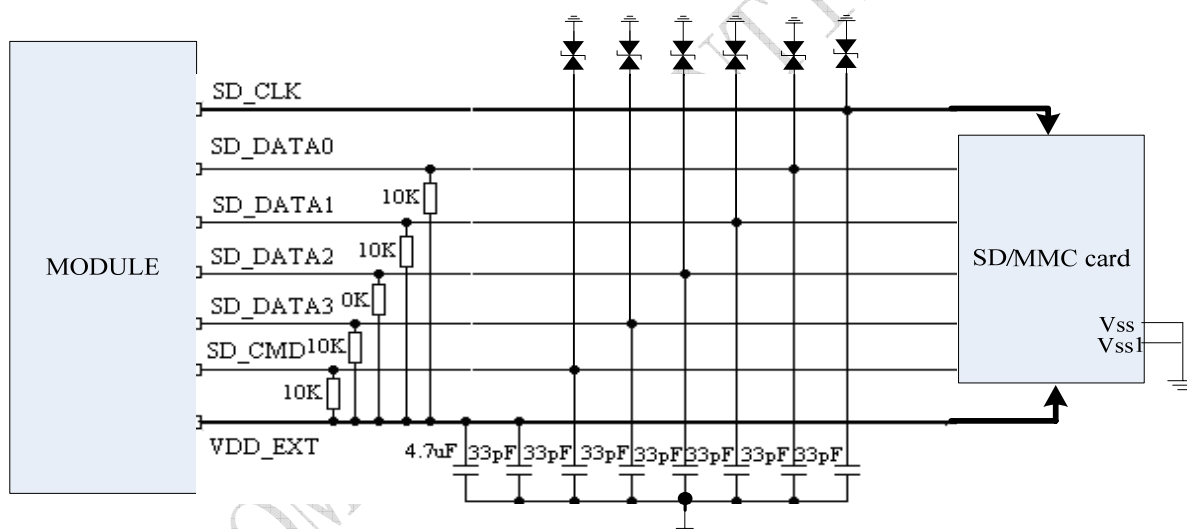 SD_CLK
SD_DATA0
10K
SD_DATA1
10K
MODULE
SD_DATA2
SD/MMC card
0K
SD_DATA3
Vss
SD_CMD
10K
Vss1
10K
VDD_EXT
4.7uF 33pF 33pF 33pF 33pF 33pF 33pF 33pF